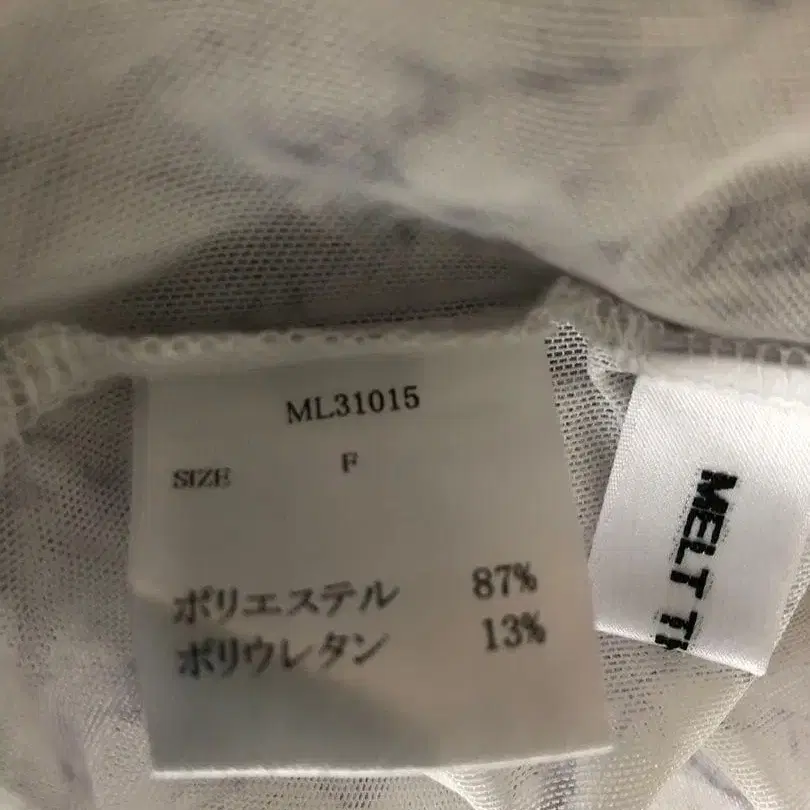 ML31015
SIZE F
ポリエステル 87%
ポリウレタン 13%
MELT